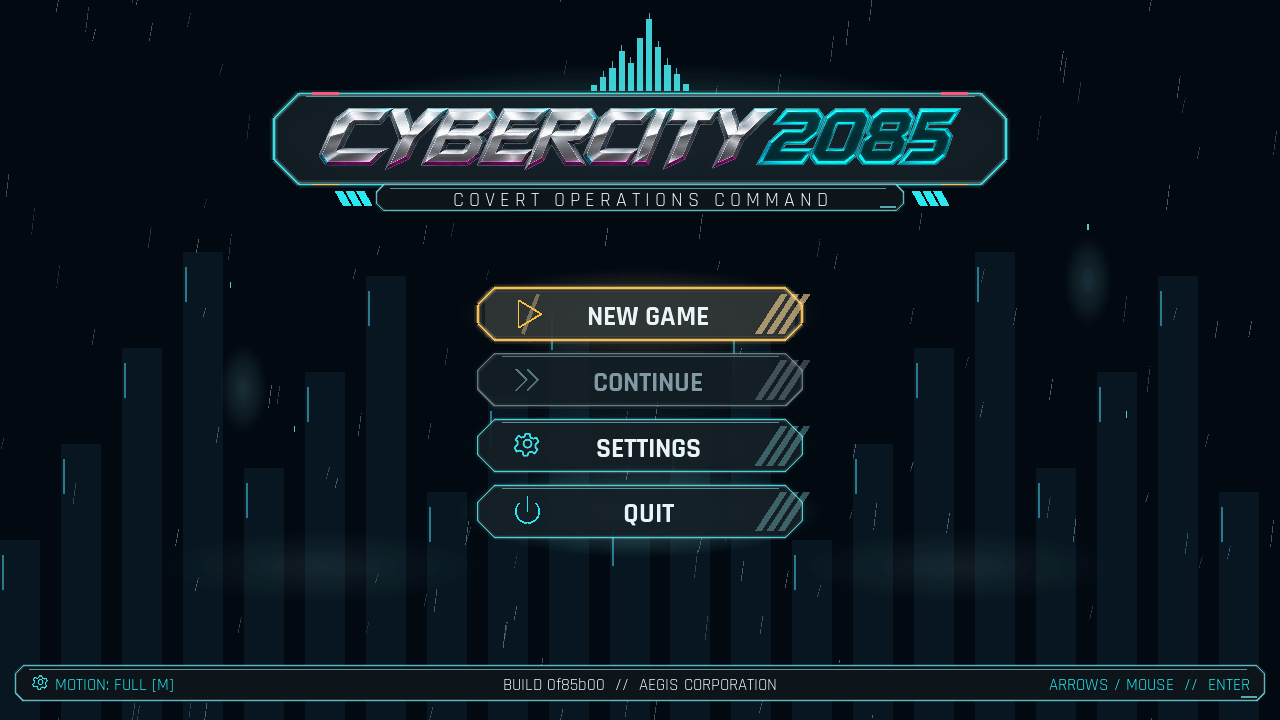 CYBERCITY 2085
COVERT OPERATIONS COMMAND
NEW GAME
CONTINUE
SETTINGS
QUIT
MOTION: FULL [M]
BUILD 0f85b00 // AEGIS CORPORATION
ARROWS / MOUSE // ENTER